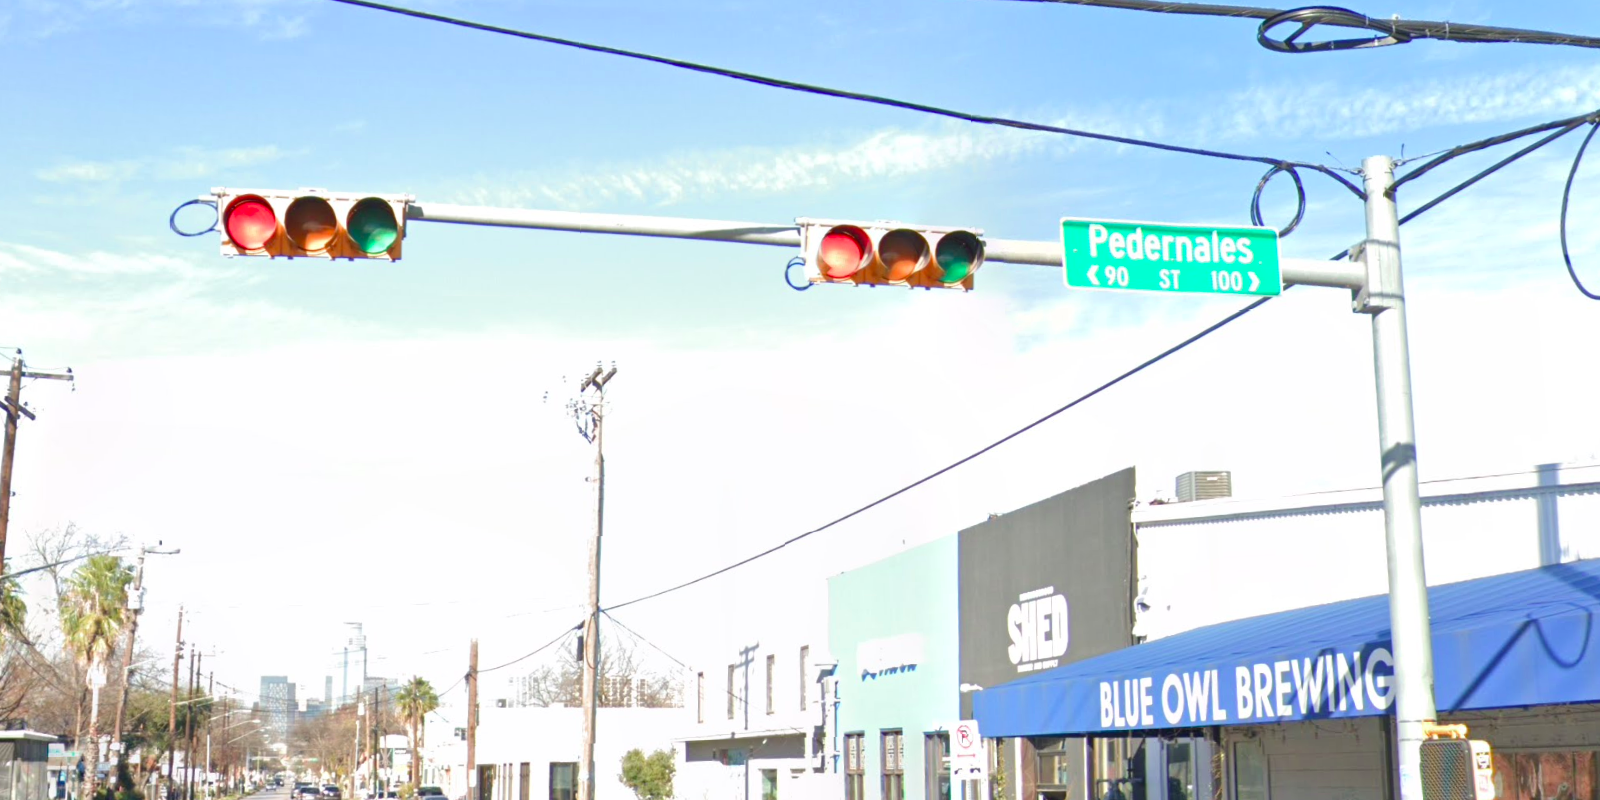 Pedernales
< 90 ST 100 >
SHED
BLUE OWL BREWING